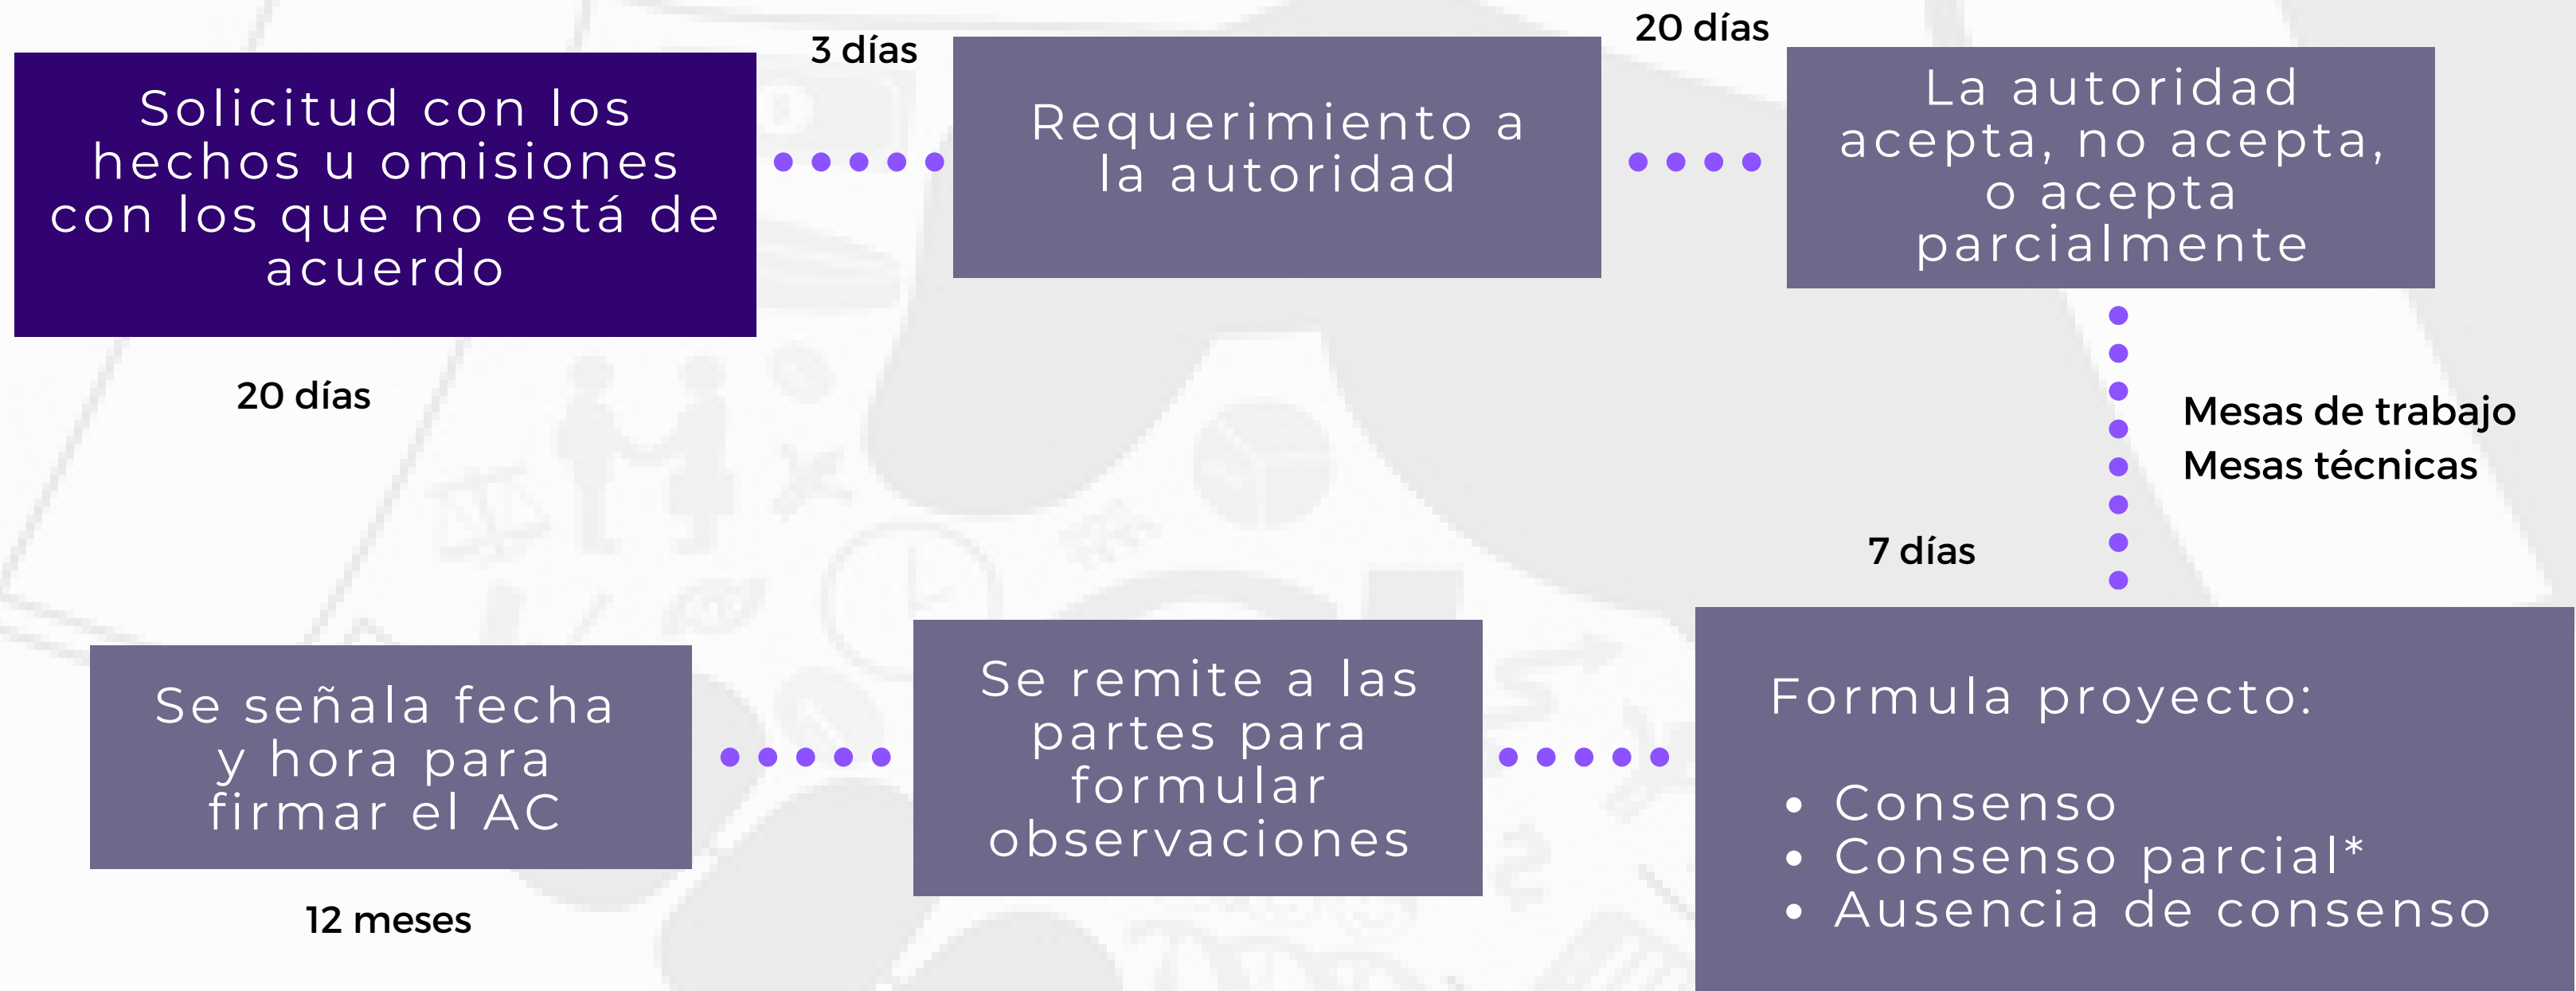 Solicitud con los
hechos u omisiones
con los que no está de
acuerdo
20 días
3 días
Requerimiento a
la autoridad
20 días
La autoridad
acepta, no acepta,
o acepta
parcialmente
Mesas de trabajo
Mesas técnicas
7 días
Formula proyecto:
• Consenso
• Consenso parcial*
• Ausencia de consenso
Se remite a las
partes para
formular
observaciones
Se señala fecha
y hora para
firmar el AC
12 meses